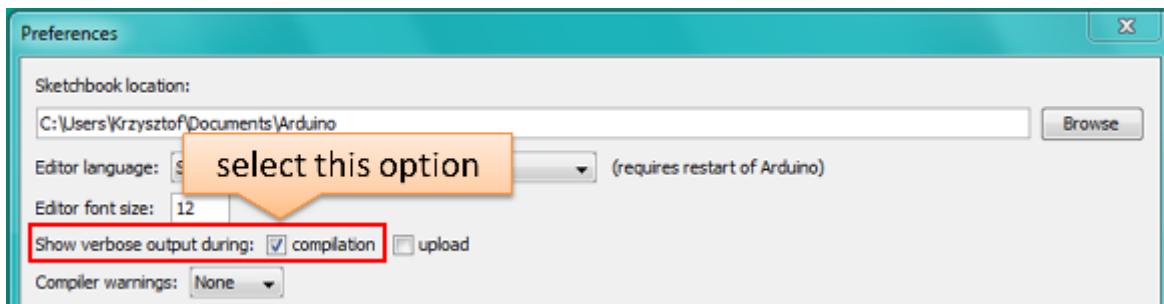 Preferences
Sketchbook location:
C:\Users\Krzysztof\Documents\Arduino
Browse
Editor language:
select this option
(requires restart of Arduino)
Editor font size: 12
Show verbose output during: compilation upload
Compiler warnings: None